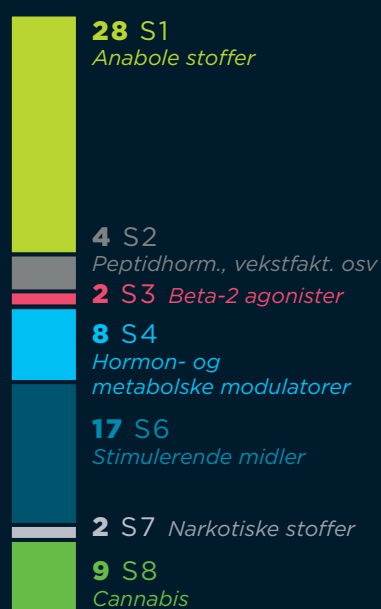 28 S1
Anabole stoffer
4 S2
Peptidhorm., vekstfakt. osv
2 S3 Beta-2 agonister
8 S4
Hormon- og
metabolske modulatorer
17 S6
Stimulerende midler
2 S7 Narkotiske stoffer
9 S8
Cannabis